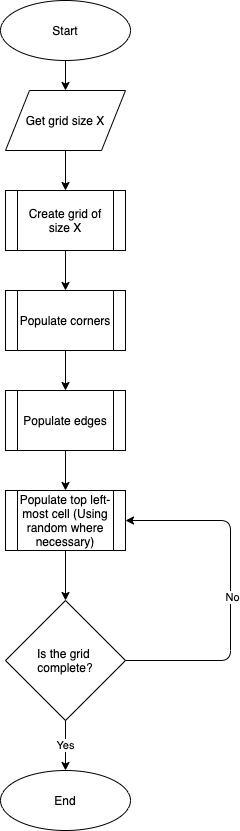 Start
Get grid size X
Create grid of
size X
Populate corners
Populate edges
Populate top left-
most cell (Using
random where
necessary)
Is the grid
complete?
No
Yes
End